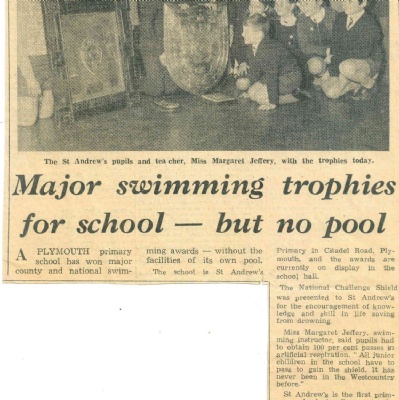 The St Andrew's pupils and teacher, Miss Margaret Jeffery, with the trophies today.
Major swimming trophies
for school — but no pool
A PLYMOUTH primary
school has won major
county and national swim-
ming awards — without the
facilities of its own pool.
The school is St Andrew's
Primary in Citadel Road, Ply-
mouth, and the awards are
currently on display in the
school hall.
The National Challenge Shield
was presented to St Andrew's
for the encouragement of know-
ledge and skill in life saving
from drowning.
Miss Margaret Jeffery, swim-
ming instructor, said pupils had
to obtain 100 per cent passes in
artificial respiration. "All junior
children in the school have to
pass to gain the shield. It has
never been in the Westcountry
before."
St Andrew's is the first prim-